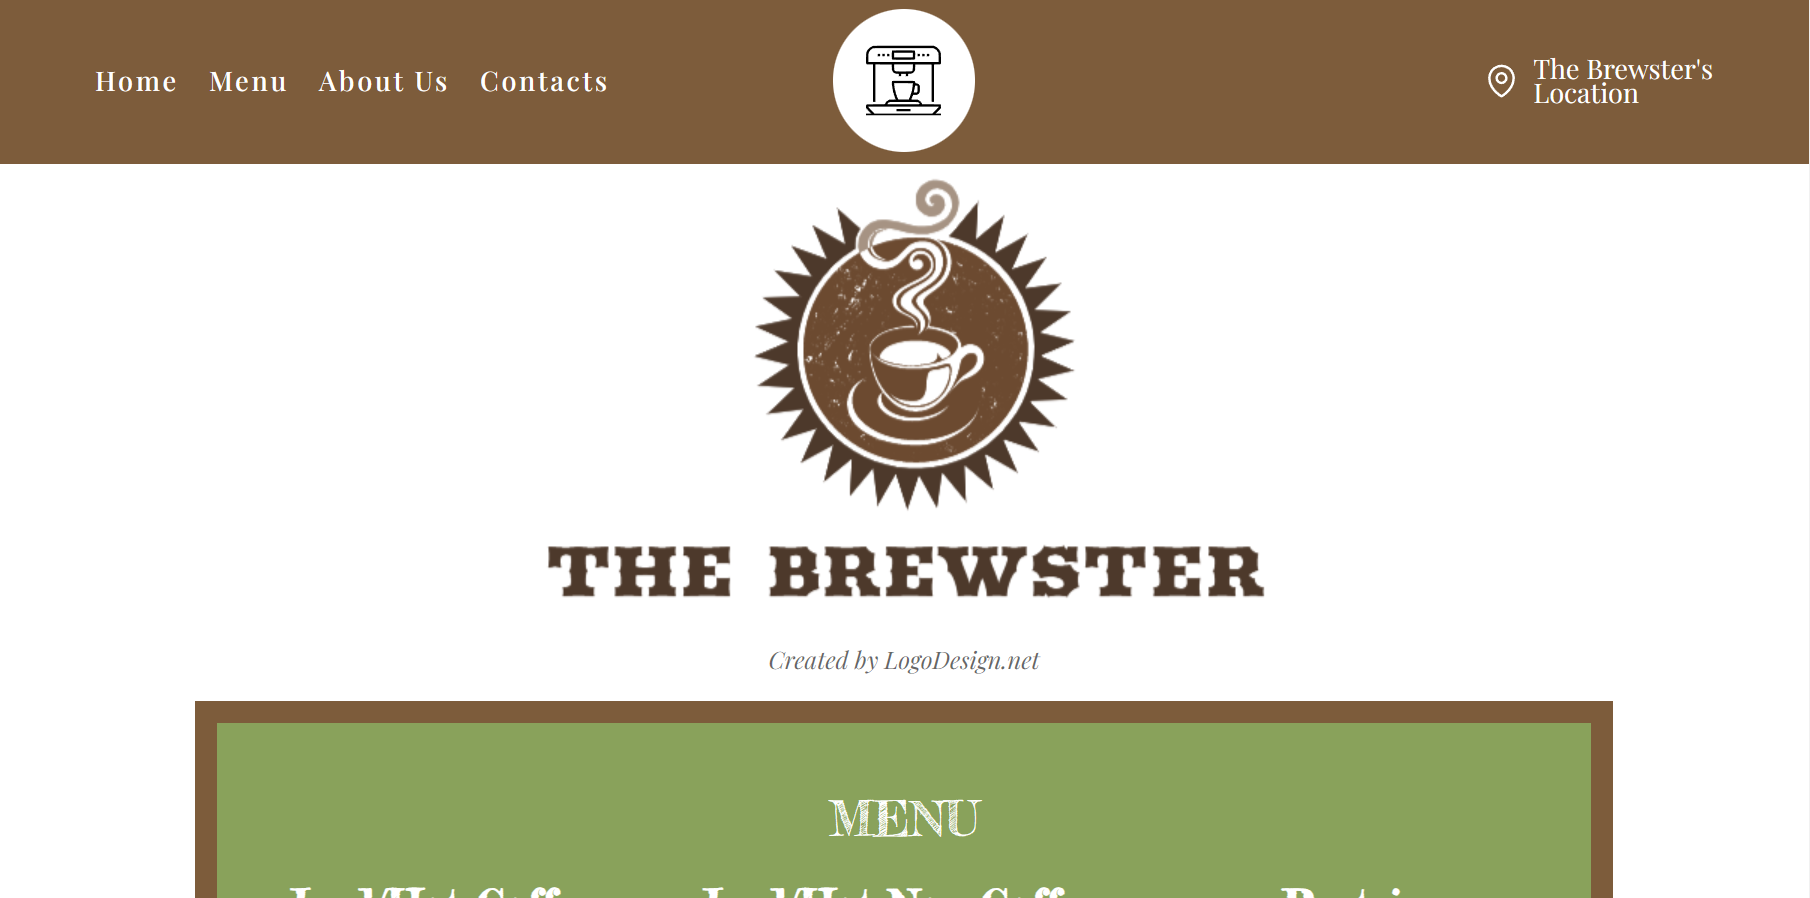 Home Menu About Us Contacts
The Brewster's
Location
THE BREWSTER
Created by LogoDesign.net
MENU